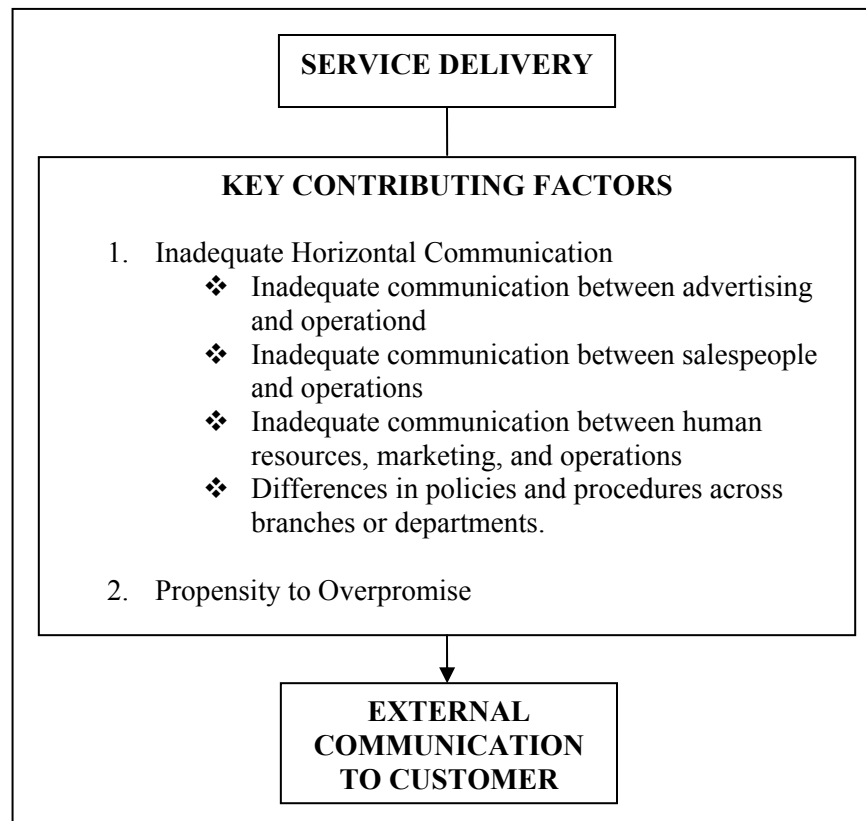 SERVICE DELIVERY
KEY CONTRIBUTING FACTORS
1. Inadequate Horizontal Communication
❖ Inadequate communication between advertising
and operationd
❖ Inadequate communication between salespeople
and operations
❖ Inadequate communication between human
resources, marketing, and operations
❖ Differences in policies and procedures across
branches or departments.
2. Propensity to Overpromise
EXTERNAL
COMMUNICATION
TO CUSTOMER